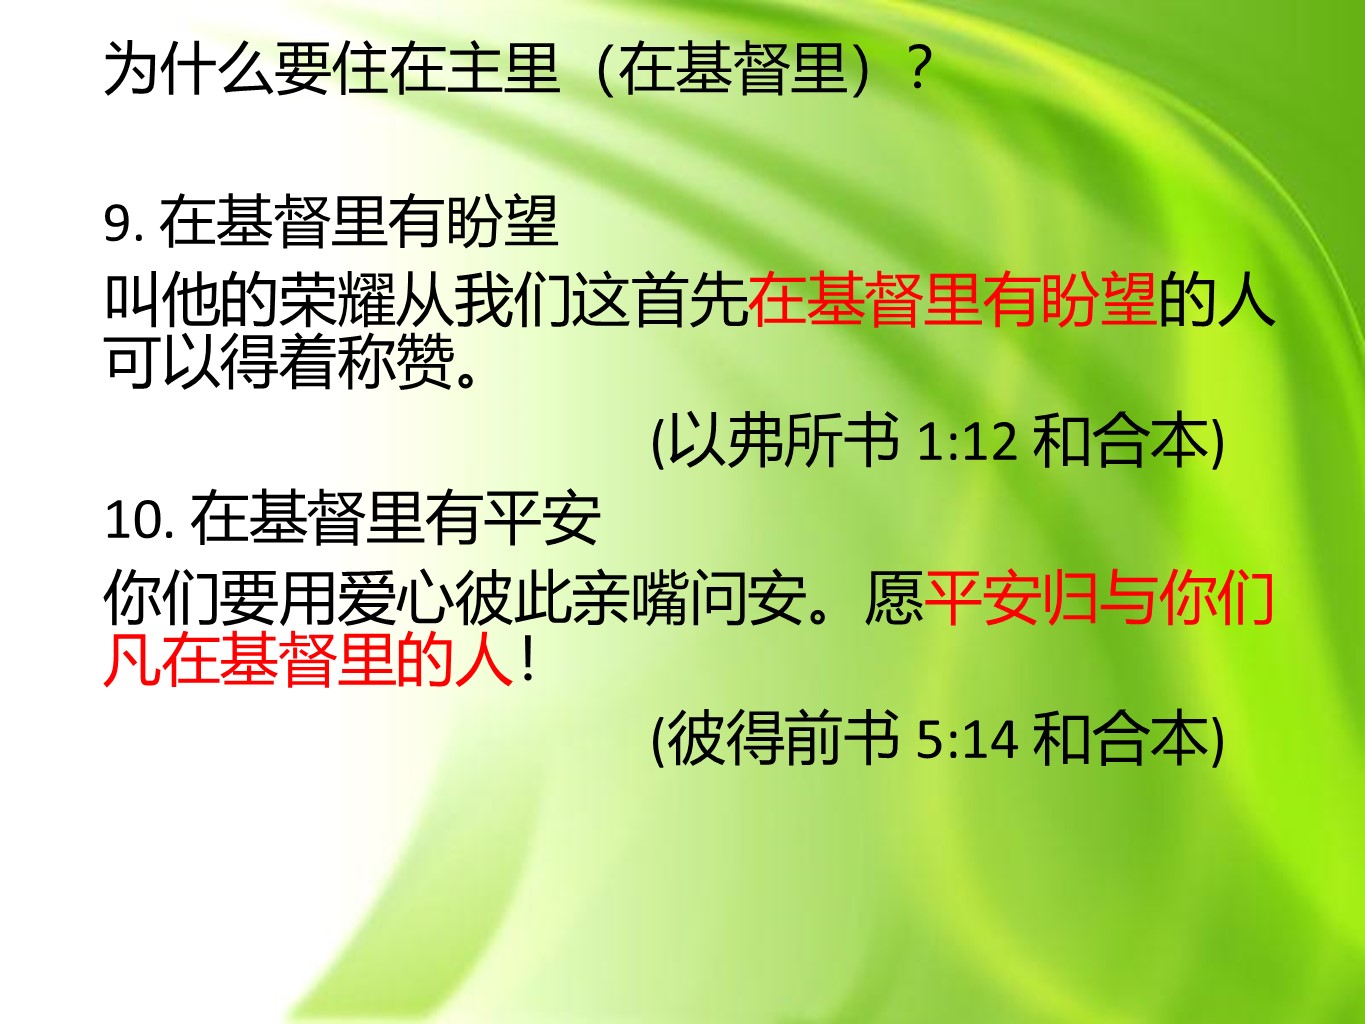 为什么要住在主里（在基督里）？
9. 在基督里有盼望
叫他的荣耀从我们这首先在基督里有盼望的人
可以得着称赞。
(以弗所书 1:12 和合本)
10. 在基督里有平安
你们要用爱心彼此亲嘴问安。愿平安归与你们
凡在基督里的人！
(彼得前书 5:14 和合本)